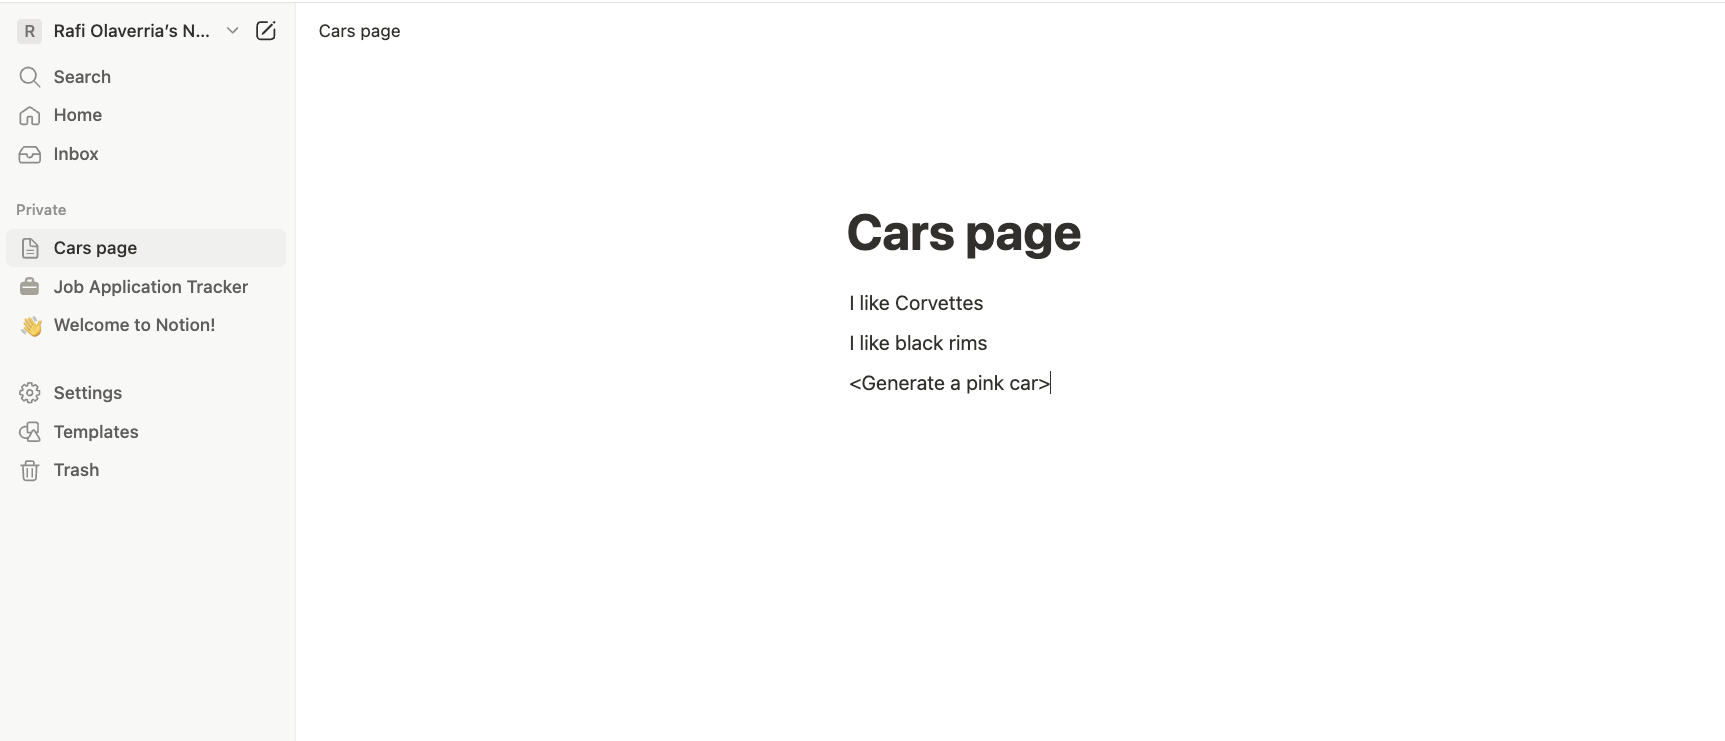 R Rafi Olaverria’s N...
Cars page
Search
Home
Inbox
Private
Cars page
Job Application Tracker
Welcome to Notion!
Settings
Templates
Trash
Cars page
I like Corvettes
I like black rims
<Generate a pink car>